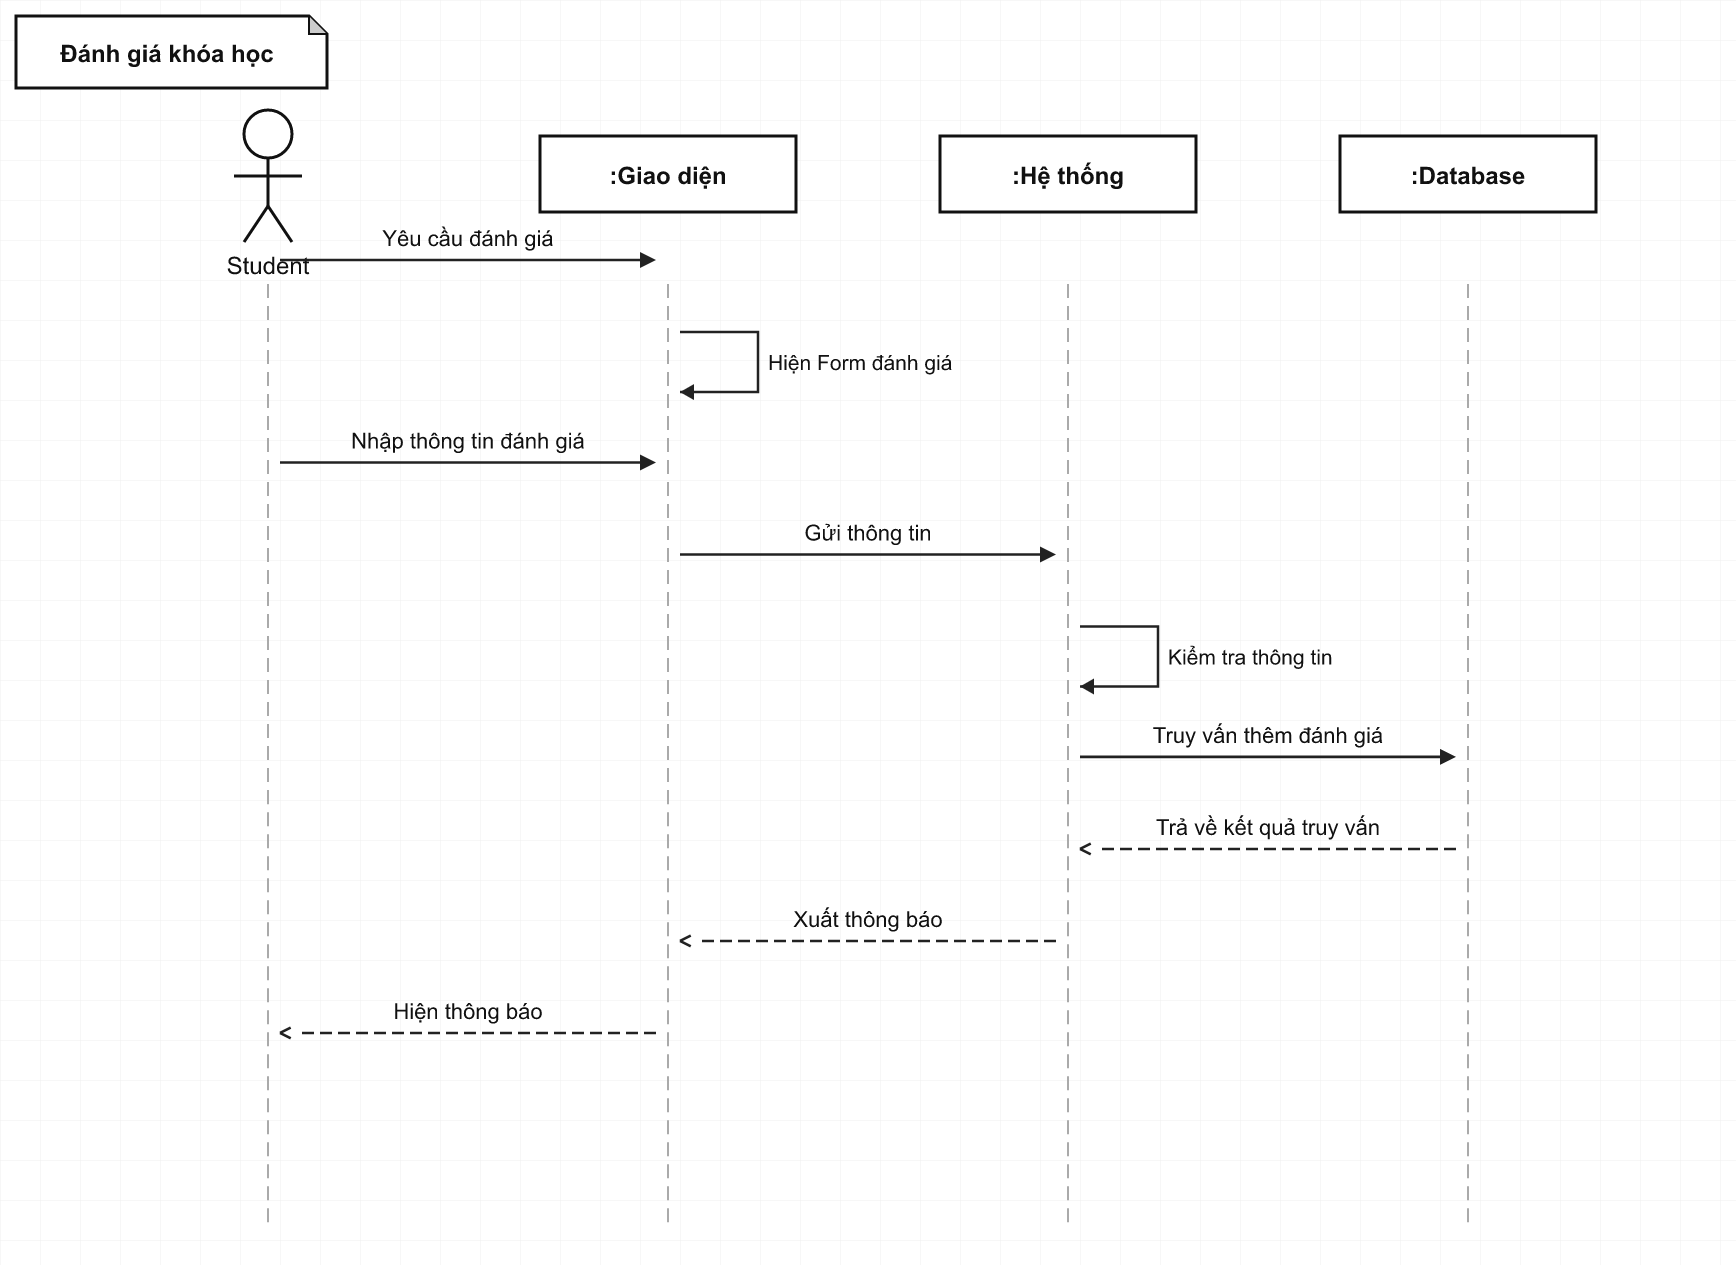 Đánh giá khóa học
:Giao diện
:Hệ thống
:Database
Yêu cầu đánh giá
Student
Hiện Form đánh giá
Nhập thông tin đánh giá
Gửi thông tin
Kiểm tra thông tin
Truy vấn thêm đánh giá
Trả về kết quả truy vấn
Xuất thông báo
Hiện thông báo